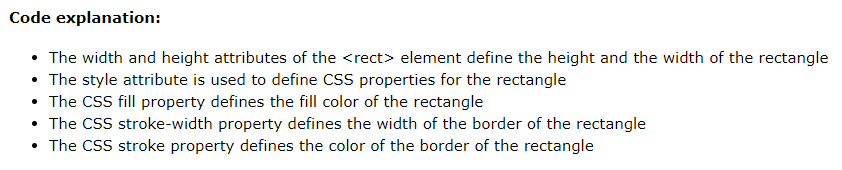 Code explanation:
• The width and height attributes of the <rect> element define the height and the width of the rectangle
• The style attribute is used to define CSS properties for the rectangle
• The CSS fill property defines the fill color of the rectangle
• The CSS stroke-width property defines the width of the border of the rectangle
• The CSS stroke property defines the color of the border of the rectangle